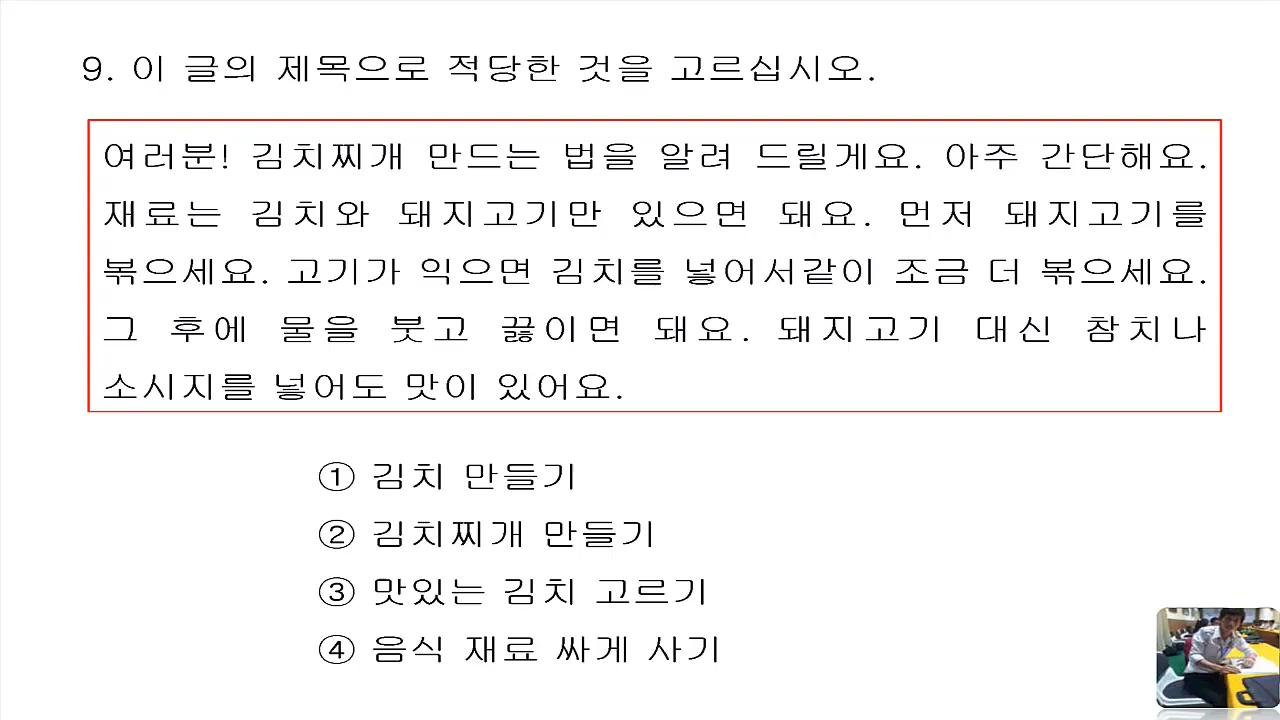 9. 이 글의 제목으로 적당한 것을 고르십시오.
여러분! 김치찌개 만드는 법을 알려 드릴게요. 아주 간단해요.
재료는 김치와 돼지고기만 있으면 돼요. 먼저 돼지고기를
볶으세요. 고기가 익으면 김치를 넣어서같이 조금 더 볶으세요.
그 후에 물을 붓고 끓이면 돼요. 돼지고기 대신 참치나
소시지를 넣어도 맛이 있어요.
① 김치 만들기
② 김치찌개 만들기
③ 맛있는 김치 고르기
④ 음식 재료 싸게 사기